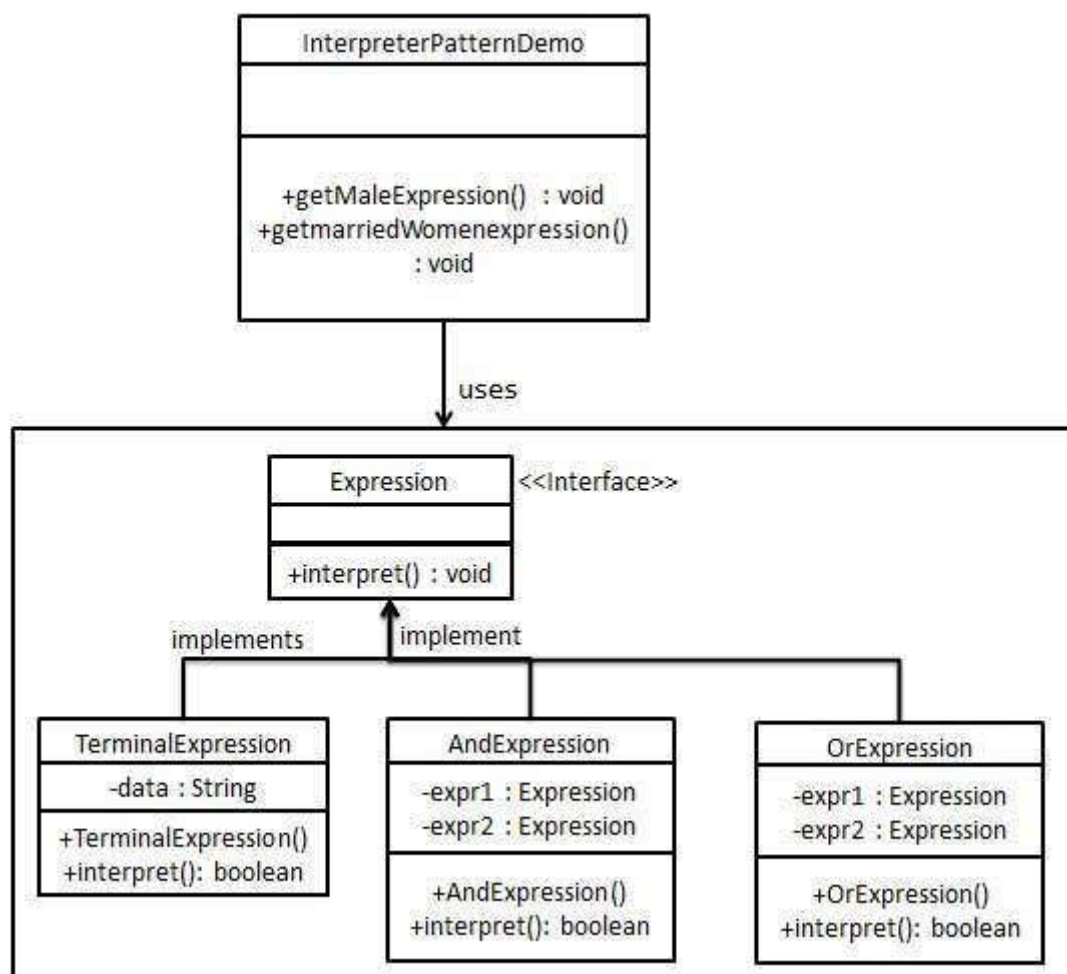 InterpreterPatternDemo
+getMaleExpression() : void
+getmarriedWomenexpression()
: void
uses
Expression
<<Interface>>
+interpret() : void
implements
implement
TerminalExpression
-data : String
+TerminalExpression()
+interpret(): boolean
AndExpression
-expr1 : Expression
-expr2 : Expression
+AndExpression()
+interpret(): boolean
OrExpression
-expr1 : Expression
-expr2 : Expression
+OrExpression()
+interpret(): boolean